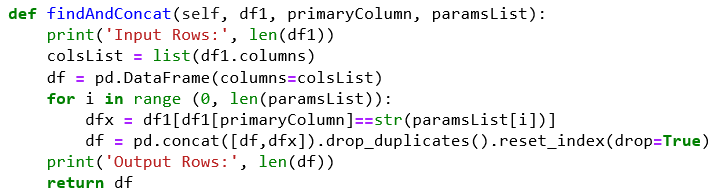 def findAndConcat(self, df1, primaryColumn, paramsList):
    print('Input Rows:', len(df1))
    colsList = list(df1.columns)
    df = pd.DataFrame(columns=colsList)
    for i in range (0, len(paramsList)):
        dfx = df1[df1[primaryColumn]==str(paramsList[i])]
        df = pd.concat([df,dfx]).drop_duplicates().reset_index(drop=True)
    print('Output Rows:', len(df))
    return df